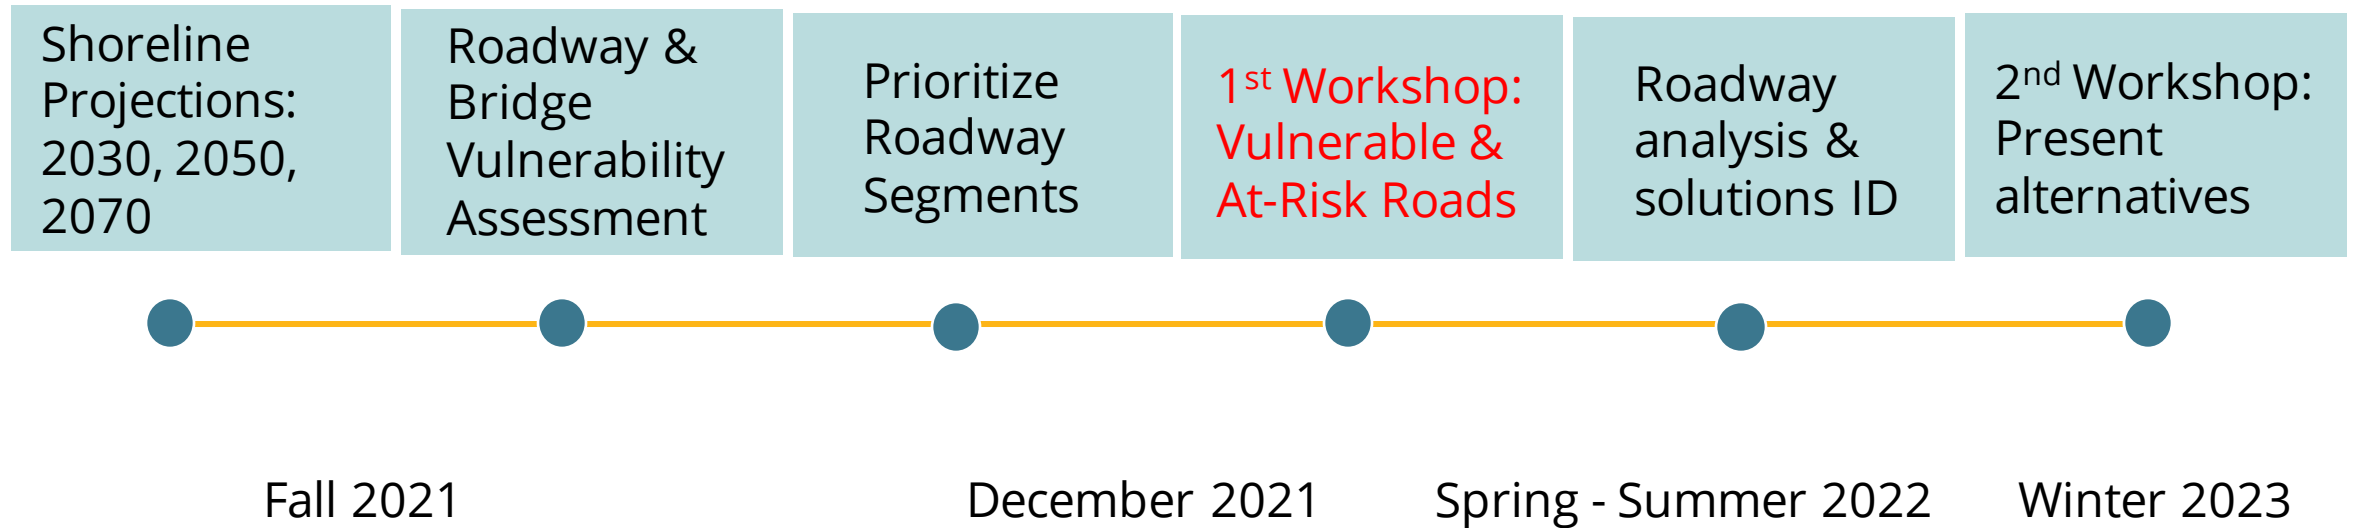 Shoreline
Projections:
2030, 2050,
2070
Roadway &
Bridge
Vulnerability
Assessment
Prioritize
Roadway
Segments
1st Workshop:
Vulnerable &
At-Risk Roads
Roadway
analysis &
solutions ID
2nd Workshop:
Present
alternatives
Fall 2021
December 2021
Spring - Summer 2022
Winter 2023